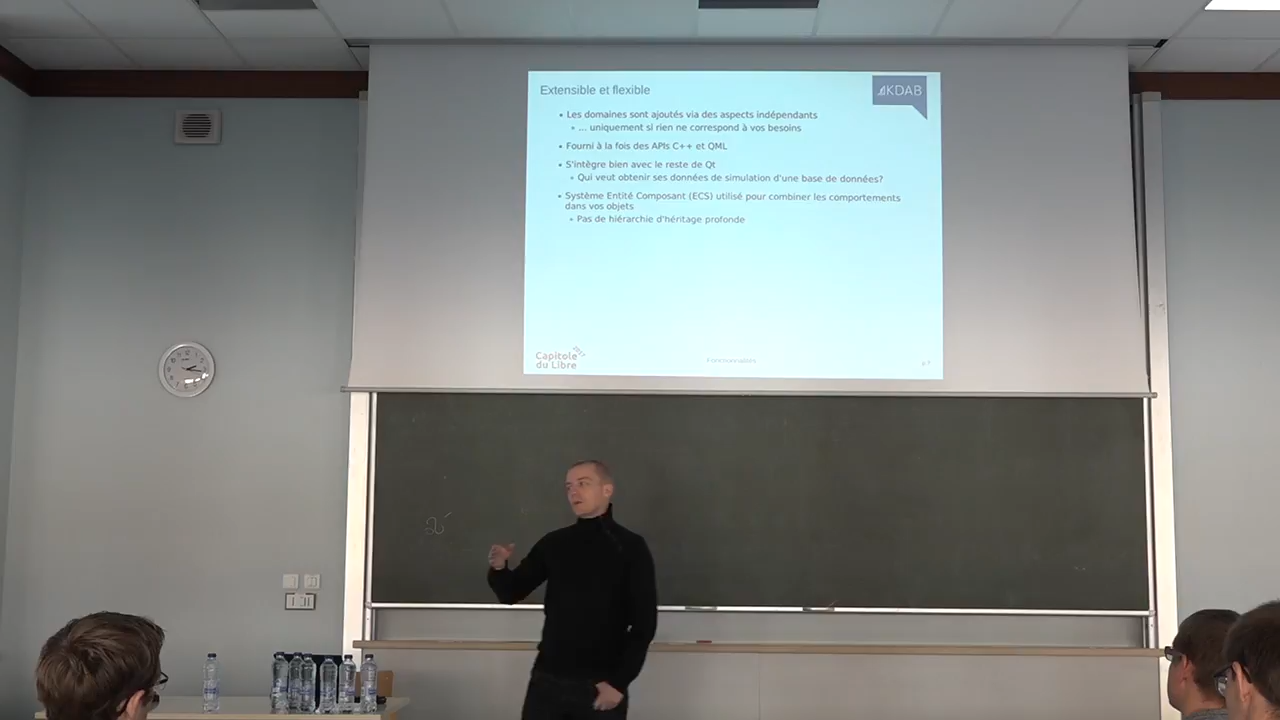 Extensible et flexible
KDAB
Les domaines sont ajoutés via des aspects indépendants
... uniquement si rien ne correspond à vos besoins
Fourni à la fois des APIs C++ et QML
S'intègre bien avec le reste de Qt
Qui veut obtenir ses données de simulation d'une base de données?
Système Entité Composant (ECS) utilisé pour combiner les comportements
dans vos objets
Pas de hiérarchie d'héritage profonde
Capitole
du Libre
2017